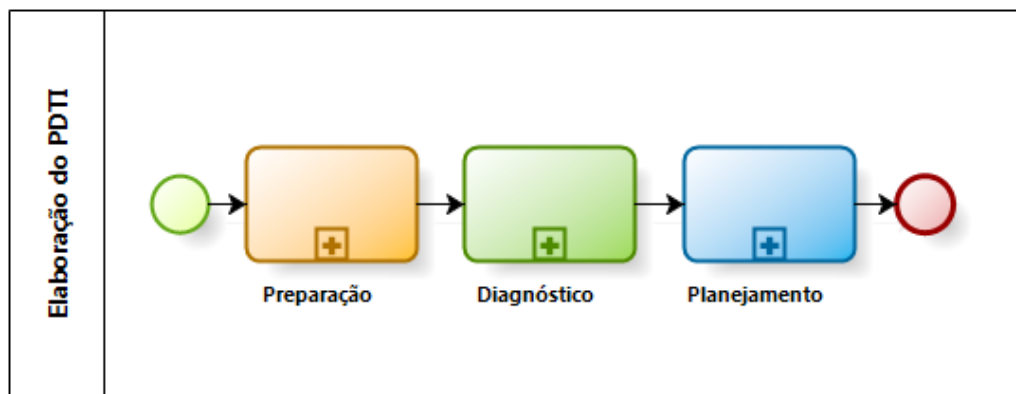 Elaboração do PDTI
Preparação
Diagnóstico
Planejamento